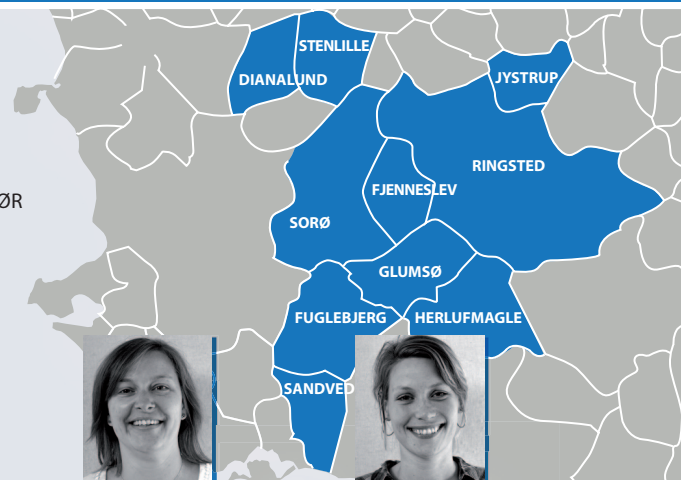 STENLILLE
DIANALUND
JYSTRUP
RINGSTED
FJENNESLEV
ØR
SORØ
GLUMSØ
FUGLEBJERG
HERLUFMAGLE
SANDVED